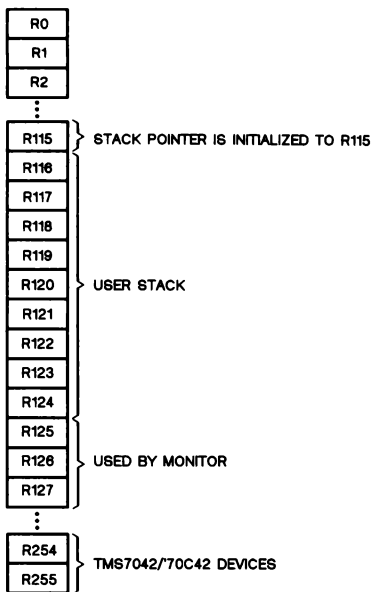 R0
R1
R2
R115 STACK POINTER IS INITIALIZED TO R115
R116
R117
R118
R119
R120 USER STACK
R121
R122
R123
R124
R125
R126 USED BY MONITOR
R127
R254
TMS7042/'70C42 DEVICES
R255